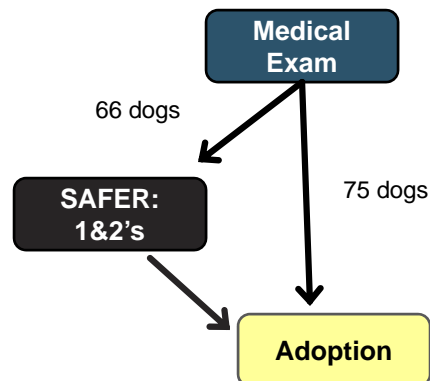 Medical
Exam
66 dogs
SAFER:
1&2’s
75 dogs
Adoption